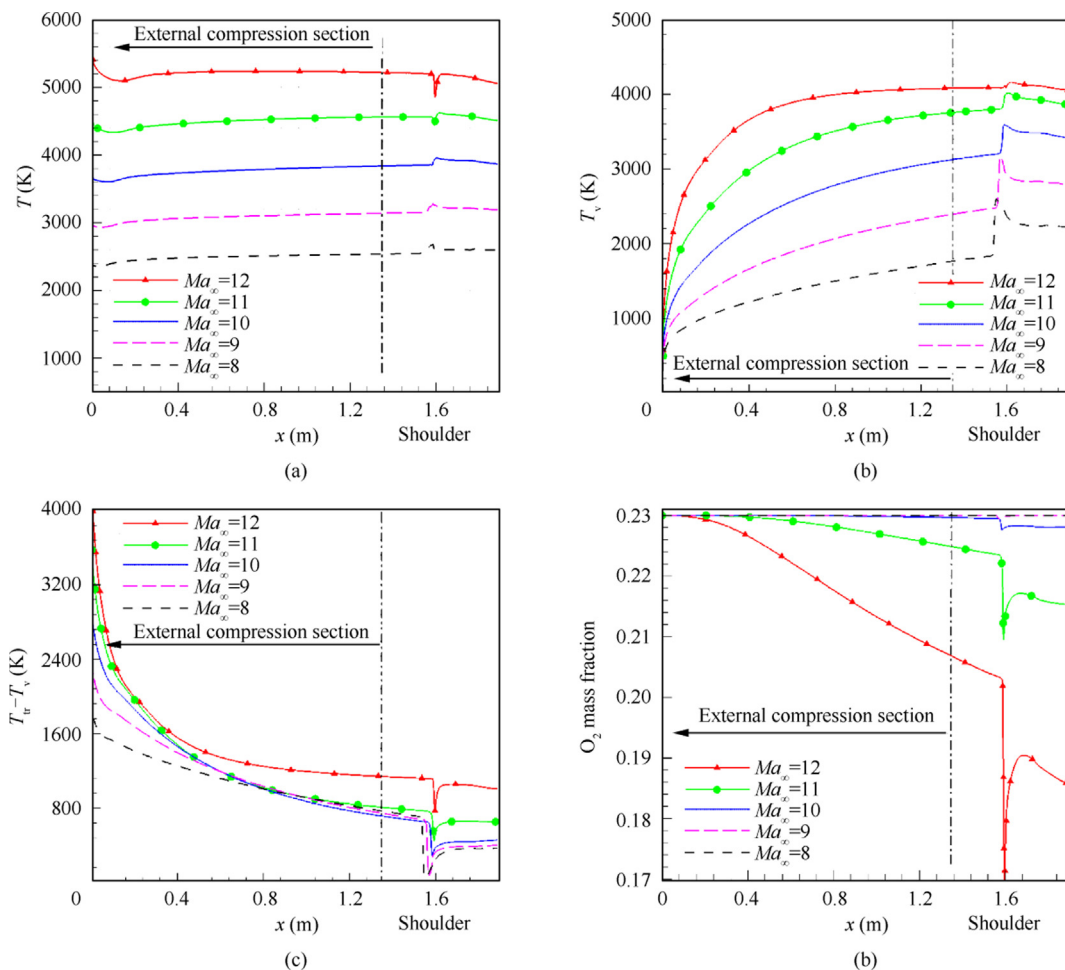 6000
5000
4000
3000
2000
1000
T (K)
External compression section
Ma∞=12
Ma∞=11
Ma∞=10
Ma∞=9
Ma∞=8
0 0.4 0.8 1.2 1.6
x (m) Shoulder
(a)
5000
4000
3000
2000
1000
Tv (K)
Ma∞=12
Ma∞=11
Ma∞=10
Ma∞=9
Ma∞=8
External compression section
0 0.4 0.8 1.2 1.6
x (m) Shoulder
(b)
4000
3200
2400
1600
800
Ttr−Tv (K)
Ma∞=12
Ma∞=11
Ma∞=10
Ma∞=9
Ma∞=8
External compression section
0 0.4 0.8 1.2 1.6
x (m) Shoulder
(c)
0.23
0.22
0.21
0.20
0.19
0.18
0.17
O2 mass fraction
External compression section
Ma∞=12
Ma∞=11
Ma∞=10
Ma∞=9
Ma∞=8
0 0.4 0.8 1.2 1.6
x (m) Shoulder
(b)